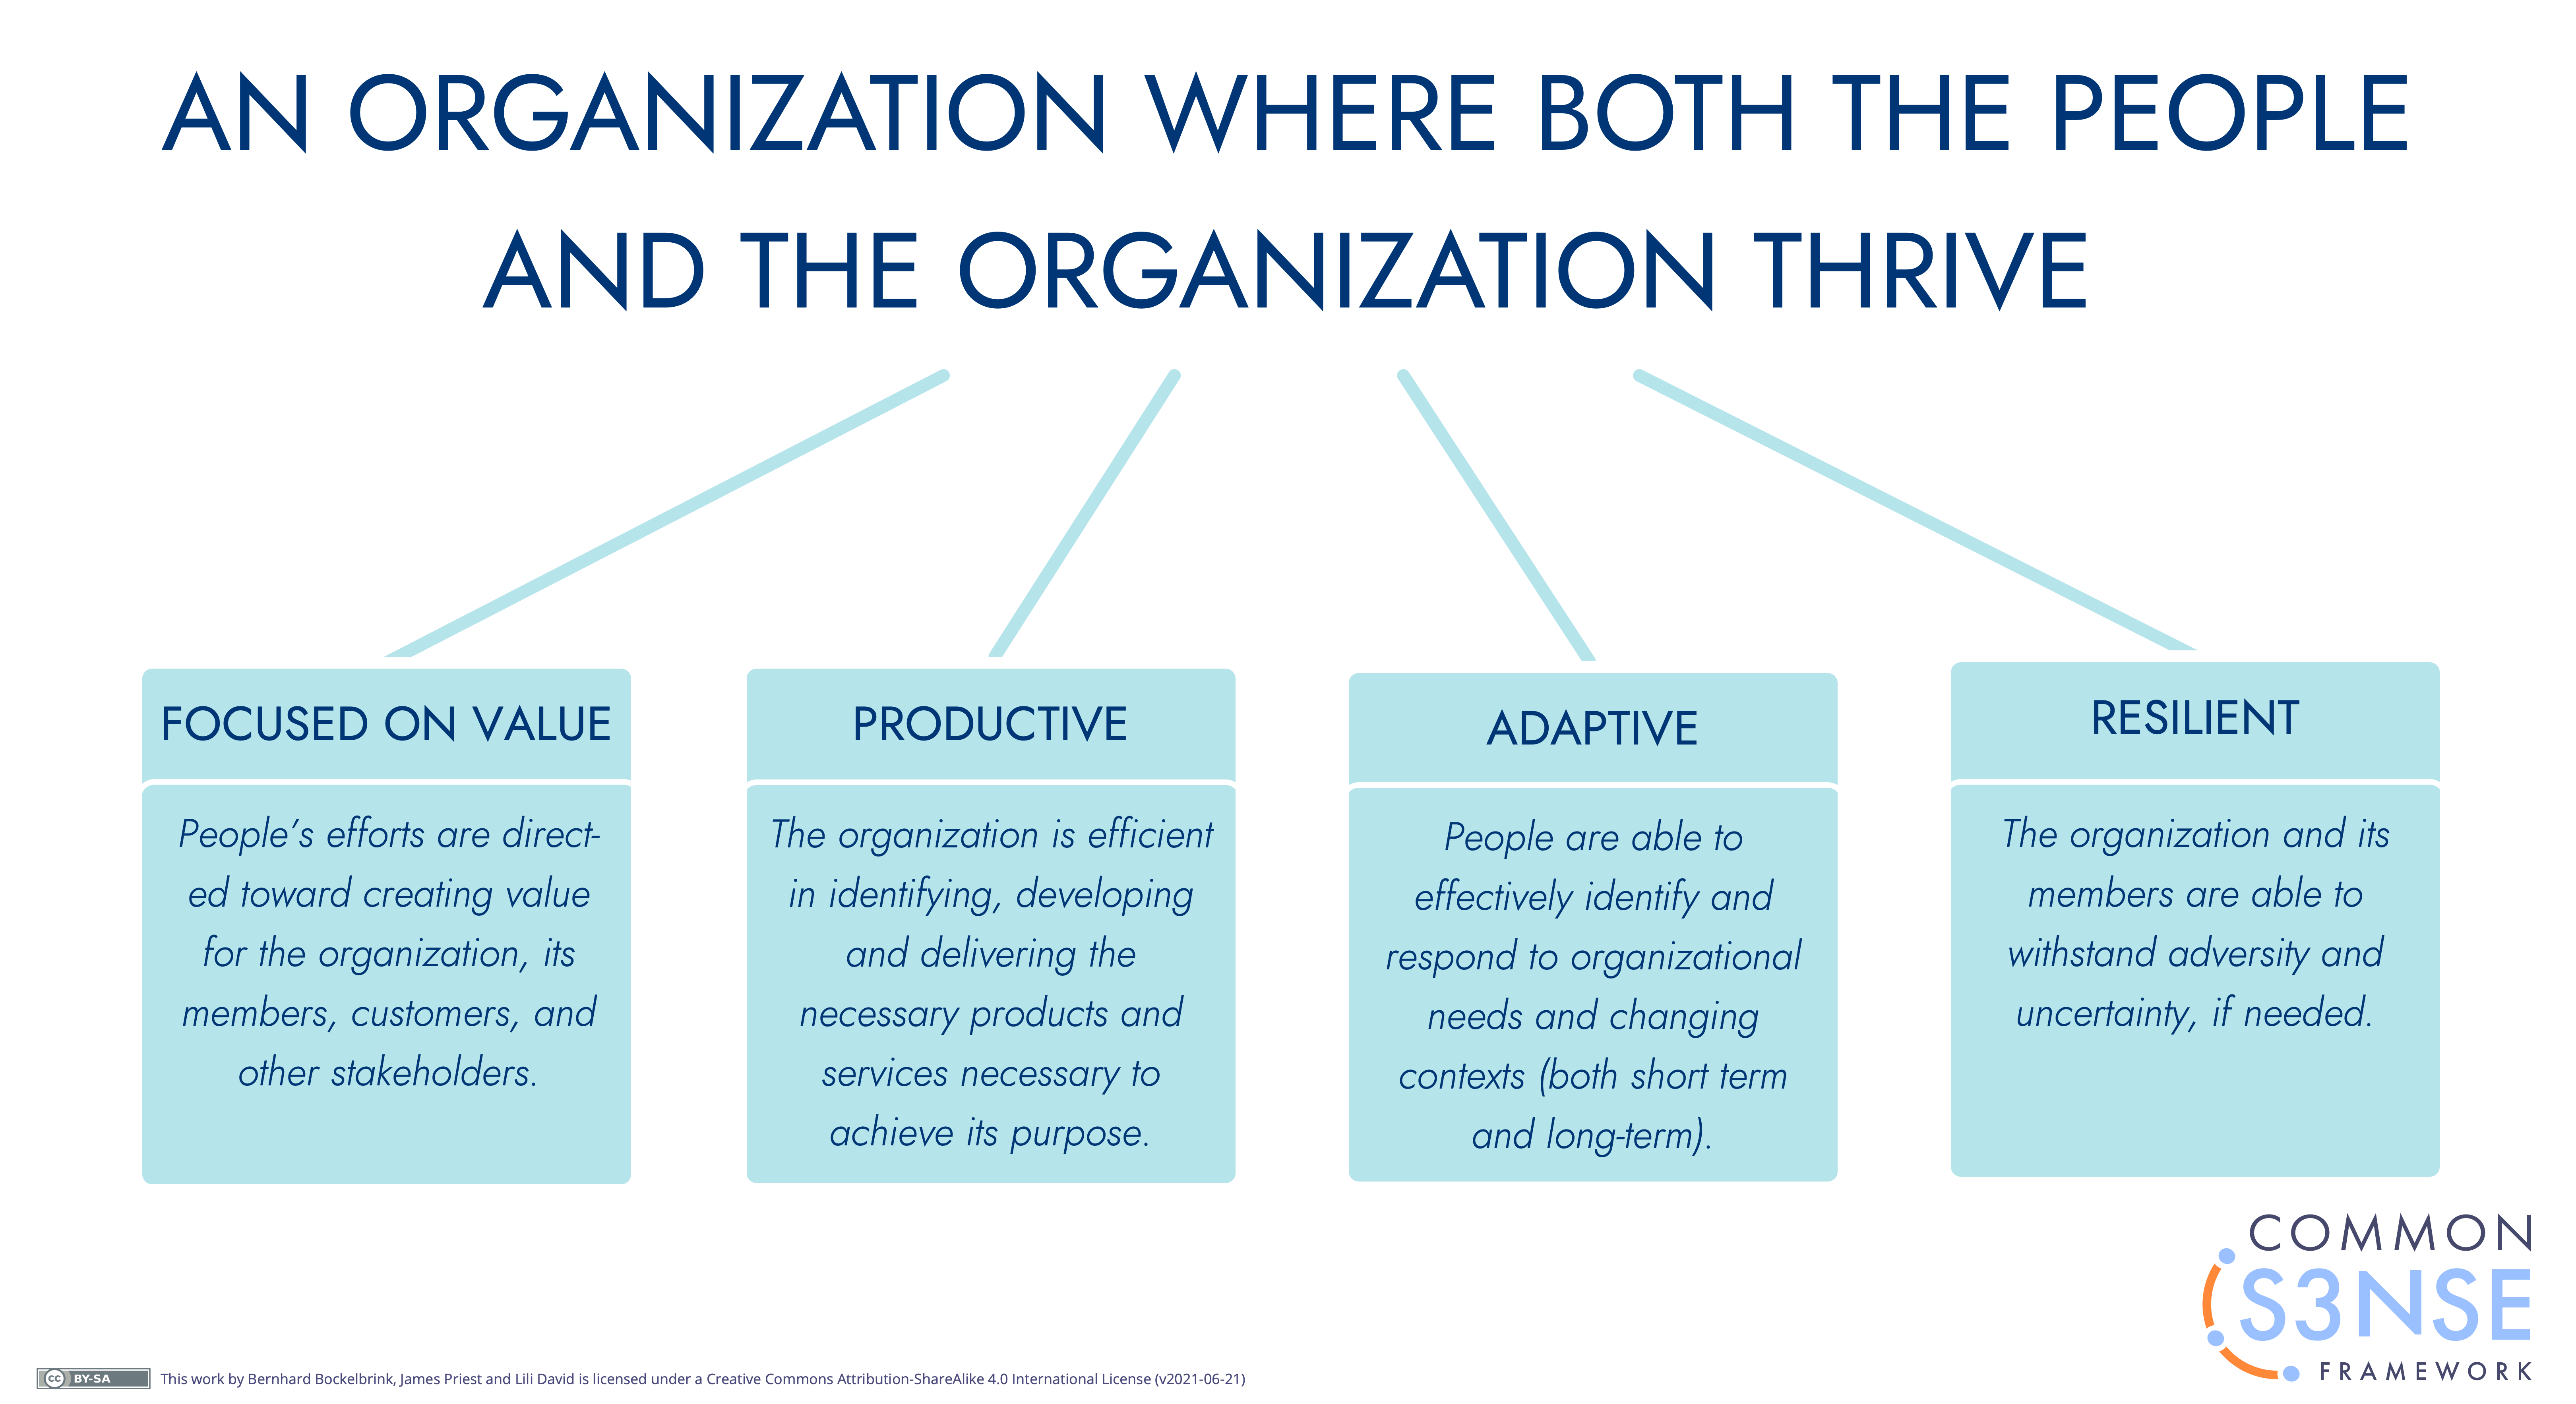 AN ORGANIZATION WHERE BOTH THE PEOPLE
AND THE ORGANIZATION THRIVE
FOCUSED ON VALUE
People’s efforts are direct-
ed toward creating value
for the organization, its
members, customers, and
other stakeholders.
PRODUCTIVE
The organization is efficient
in identifying, developing
and delivering the
necessary products and
services necessary to
achieve its purpose.
ADAPTIVE
People are able to
effectively identify and
respond to organizational
needs and changing
contexts (both short term
and long-term).
RESILIENT
The organization and its
members are able to
withstand adversity and
uncertainty, if needed.
COMMON
S3NSE
FRAMEWORK
cc BY-SA
This work by Bernhard Bockelbrink, James Priest and Lili David is licensed under a Creative Commons Attribution-ShareAlike 4.0 International License (v2021-06-21)